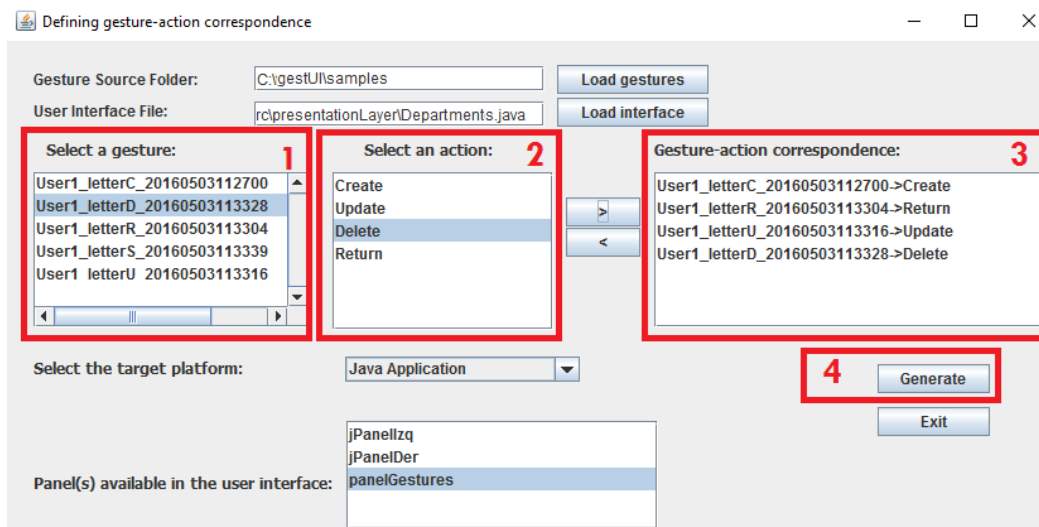 Defining gesture-action correspondence
Gesture Source Folder: C:\gestUI\samples Load gestures
User Interface File: rc\presentationLayer\Departments.java Load interface
Select a gesture: 1
User1_letterC_20160503112700
User1_letterD_20160503113328
User1_letterR_20160503113304
User1_letterS_20160503113339
User1_letterU_20160503113316
Select an action: 2
Create
Update
Delete
Return
>
<
Gesture-action correspondence: 3
User1_letterC_20160503112700->Create
User1_letterR_20160503113304->Return
User1_letterU_20160503113316->Update
User1_letterD_20160503113328->Delete
Select the target platform: Java Application
4 Generate
Exit
Panel(s) available in the user interface:
jPanelIzq
jPanelDer
panelGestures